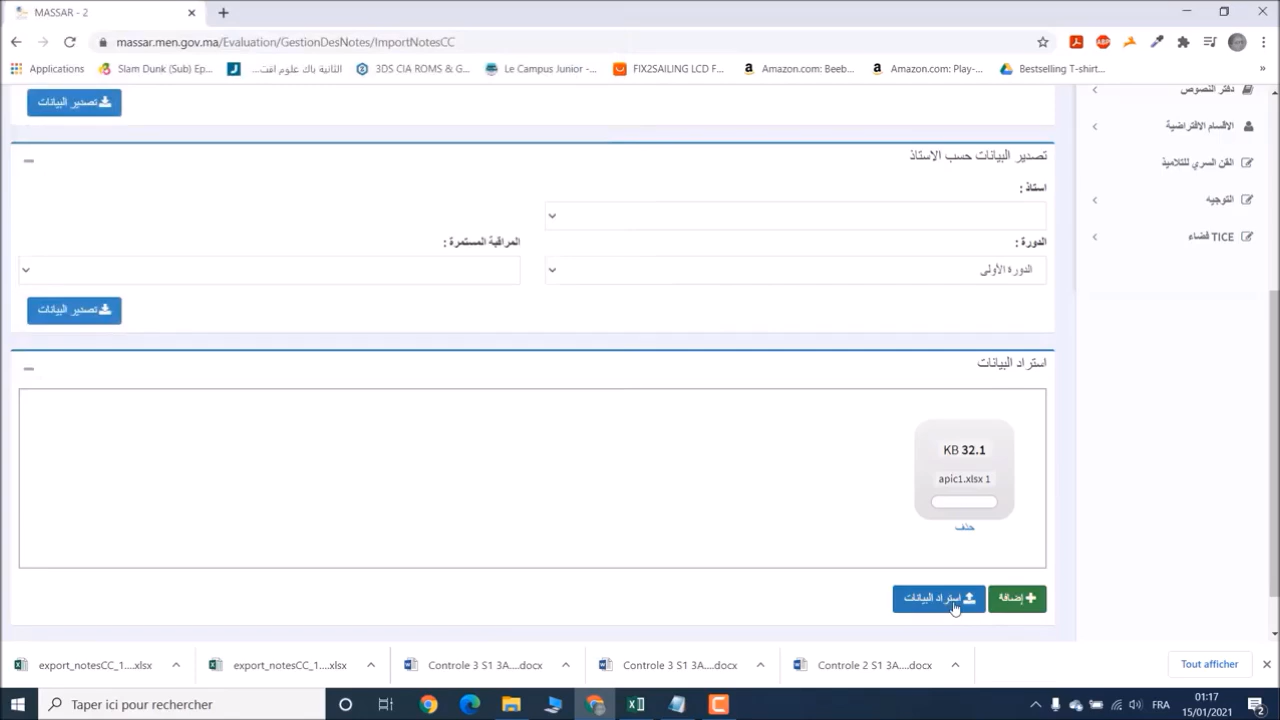 MASSAR - 2
massar.men.gov.ma/Evaluation/GestionDesNotes/ImportNotesCC
Applications
Slam Dunk (Sub) Ep...
الثانية باك علوم افت...
3DS CIA ROMS & G...
Le Campus Junior -...
FIX2SAILING LCD F...
Amazon.com: Beeb...
Amazon.com: Play-...
Bestselling T-shirt...
دفتر النصوص
الاقسام الافتراضية
القن السري للتلاميذ
التوجيه
TICE فضاء
تصدير البيانات
تصدير البيانات حسب الاستاذ
استاذ :
الدورة :
المراقبة المستمرة :
الدورة الأولى
تصدير البيانات
استراد البيانات
KB 32.1
apic1.xlsx 1
حذف
إضافة
استراد البيانات
export_notesCC_1....xlsx
export_notesCC_1....xlsx
Controle 3 S1 3A....docx
Controle 3 S1 3A....docx
Controle 2 S1 3A....docx
Tout afficher
Taper ici pour rechercher
FRA
01:17
15/01/2021
2